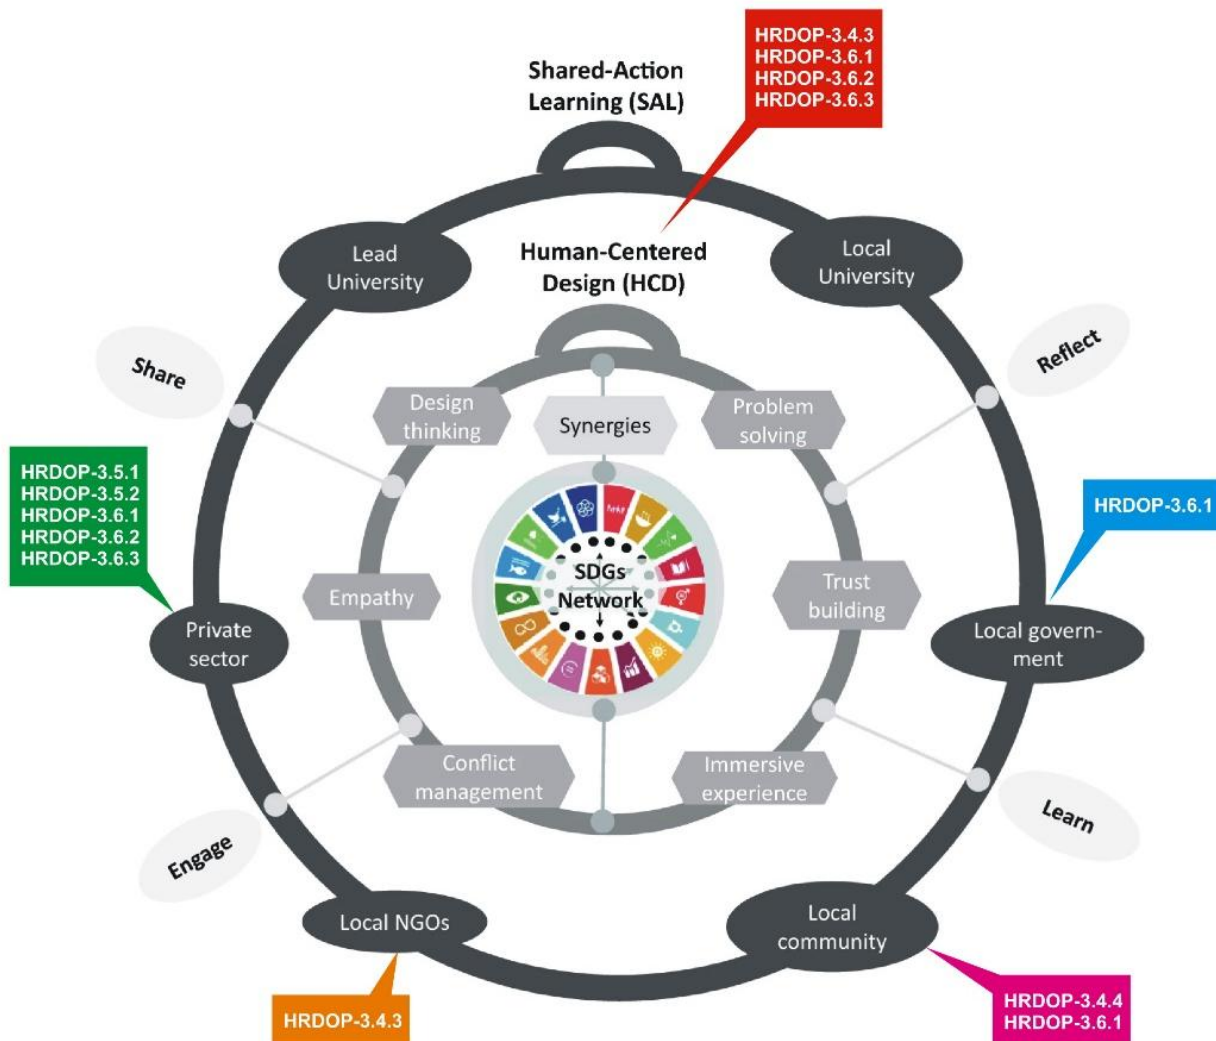 HRDOP-3.4.3
HRDOP-3.6.1
HRDOP-3.6.2
HRDOP-3.6.3
Shared-Action
Learning (SAL)
Lead
University
Human-Centered
Design (HCD)
Local
University
Share
Reflect
Design
thinking
Synergies
Problem
solving
HRDOP-3.5.1
HRDOP-3.5.2
HRDOP-3.6.1
HRDOP-3.6.2
HRDOP-3.6.3
HRDOP-3.6.1
Empathy
SDGs
Network
Trust
building
Private
sector
Local govern-
ment
Conflict
management
Immersive
experience
Engage
Learn
Local NGOs
Local
community
HRDOP-3.4.3
HRDOP-3.4.4
HRDOP-3.6.1